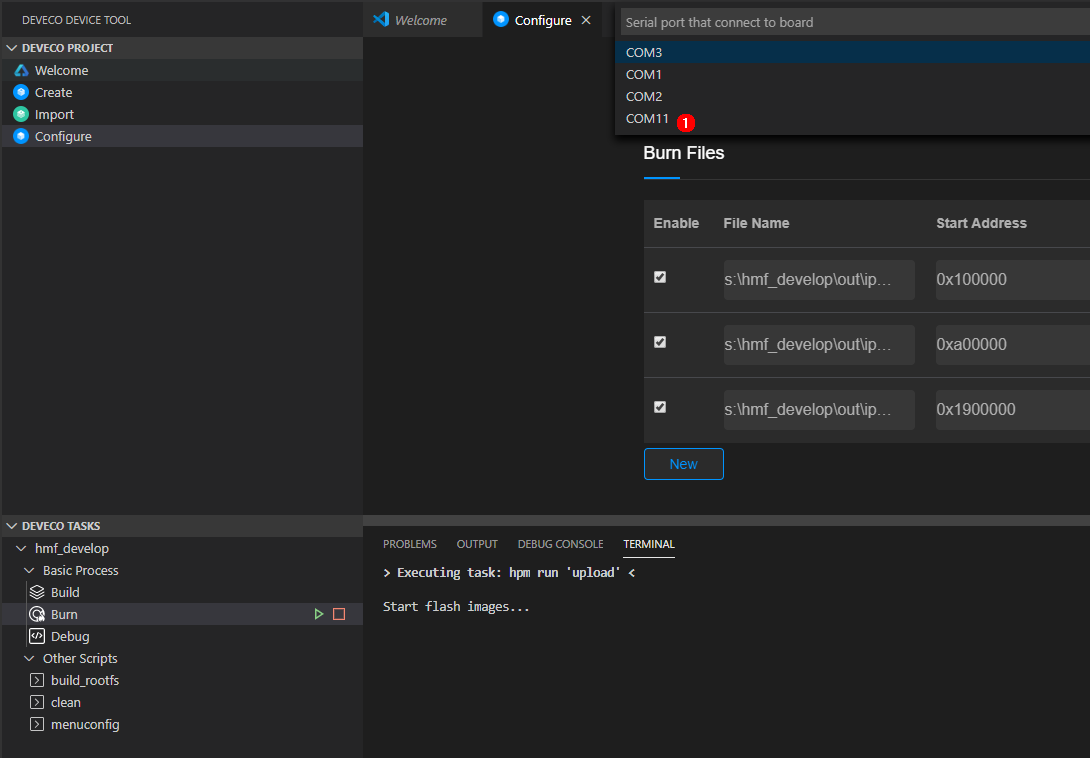 DEVECO DEVICE TOOL
DEVECO PROJECT
Welcome
Create
Import
Configure
Welcome
Configure
Serial port that connect to board
COM3
COM1
COM2
COM11
1
Burn Files
Enable File Name Start Address
s:\hmf_develop\out\ip... 0x100000
s:\hmf_develop\out\ip... 0xa00000
s:\hmf_develop\out\ip... 0x1900000
New
DEVECO TASKS
hmf_develop
Basic Process
Build
Burn
Debug
Other Scripts
build_rootfs
clean
menuconfig
PROBLEMS OUTPUT DEBUG CONSOLE TERMINAL
> Executing task: hpm run 'upload' <
Start flash images...